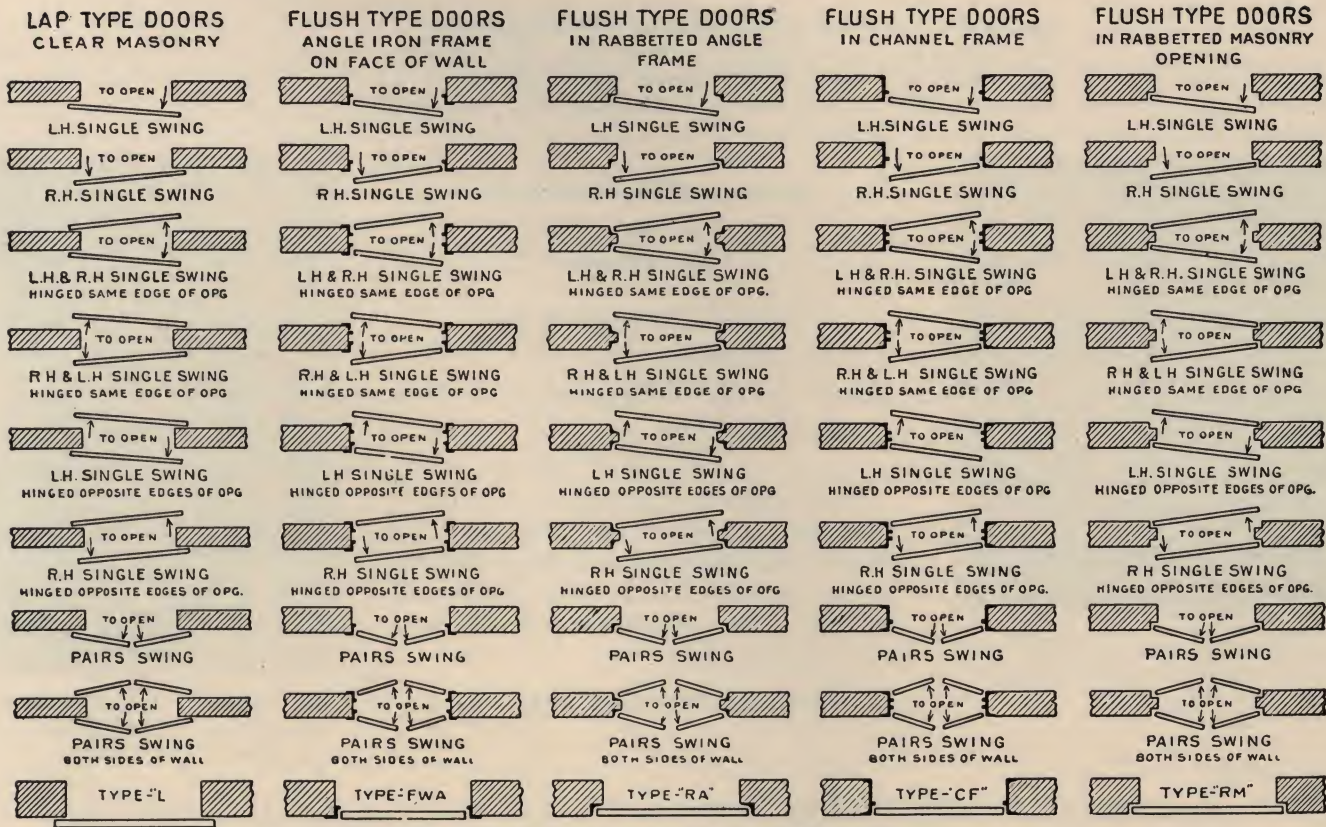 LAP TYPE DOORS
CLEAR MASONRY
TO OPEN
L.H. SINGLE SWING
TO OPEN
R.H. SINGLE SWING
TO OPEN
L.H. & R.H SINGLE SWING
HINGED SAME EDGE OF OPG
TO OPEN
R H & L.H SINGLE SWING
HINGED SAME EDGE OF OPG
TO OPEN
L.H. SINGLE SWING
HINGED OPPOSITE EDGES OF OPG
TO OPEN
R.H SINGLE SWING
HINGED OPPOSITE EDGES OF OPG.
TO OPEN
PAIRS SWING
TO OPEN
PAIRS SWING
BOTH SIDES OF WALL
TYPE-"L
FLUSH TYPE DOORS
ANGLE IRON FRAME
ON FACE OF WALL
TO OPEN
L.H. SINGLE SWING
TO OPEN
R.H. SINGLE SWING
TO OPEN
L H & R.H SINGLE SWING
HINGED SAME EDGE OF OPG
TO OPEN
R.H & L.H SINGLE SWING
HINGED SAME EDGE OF OPG
TO OPEN
L H SINGLE SWING
HINGED OPPOSITE EDGES OF OPG
TO OPEN
R.H SINGLE SWING
HINGED OPPOSITE EDGES OF OPG
TO OPEN
PAIRS SWING
TO OPEN
PAIRS SWING
BOTH SIDES OF WALL
TYPE-FWA
FLUSH TYPE DOORS
IN RABBETTED ANGLE
FRAME
TO OPEN
L.H SINGLE SWING
TO OPEN
R.H SINGLE SWING
TO OPEN
L.H & R.H SINGLE SWING
HINGED SAME EDGE OF OPG.
TO OPEN
R H & L H SINGLE SWING
HINGED SAME EDGE OF OPG
TO OPEN
L H SINGLE SWING
HINGED OPPOSITE EDGES OF OPG
TO OPEN
R H SINGLE SWING
HINGED OPPOSITE EDGES OF OFG
TO OPEN
PAIRS SWING
TO OPEN
PAIRS SWING
BOTH SIDES OF WALL
TYPE-"RA"
FLUSH TYPE DOORS
IN CHANNEL FRAME
TO OPEN
L.H. SINGLE SWING
TO OPEN
R.H. SINGLE SWING
TO OPEN
L H & R.H. SINGLE SWING
HINGED SAME EDGE OF OPG
TO OPEN
R.H & L.H SINGLE SWING
HINGED SAME EDGE OF OPG
TO OPEN
L.H SINGLE SWING
HINGED OPPOSITE EDGES OF OPG
TO OPEN
R.H SINGLE SWING
HINGED OPPOSITE EDGES OF OPG.
TO OPEN
PAIRS SWING
TO OPEN
PAIRS SWING
BOTH SIDES OF WALL
TYPE-"CF"
FLUSH TYPE DOORS
IN RABBETTED MASONRY
OPENING
TO OPEN
L.H. SINGLE SWING
TO OPEN
R.H SINGLE SWING
TO OPEN
L H & R.H. SINGLE SWING
HINGED SAME EDGE OF OPG
TO OPEN
R H & L H SINGLE SWING
HINGED SAME EDGE OF OPG
TO OPEN
L.H. SINGLE SWING
HINGED OPPOSITE EDGES OF OPG.
TO OPEN
R H SINGLE SWING
HINGED OPPOSITE EDGES OF OPG.
TO OPEN
PAIRS SWING
TO OPEN
PAIRS SWING
BOTH SIDES OF WALL
TYPE-"RM"